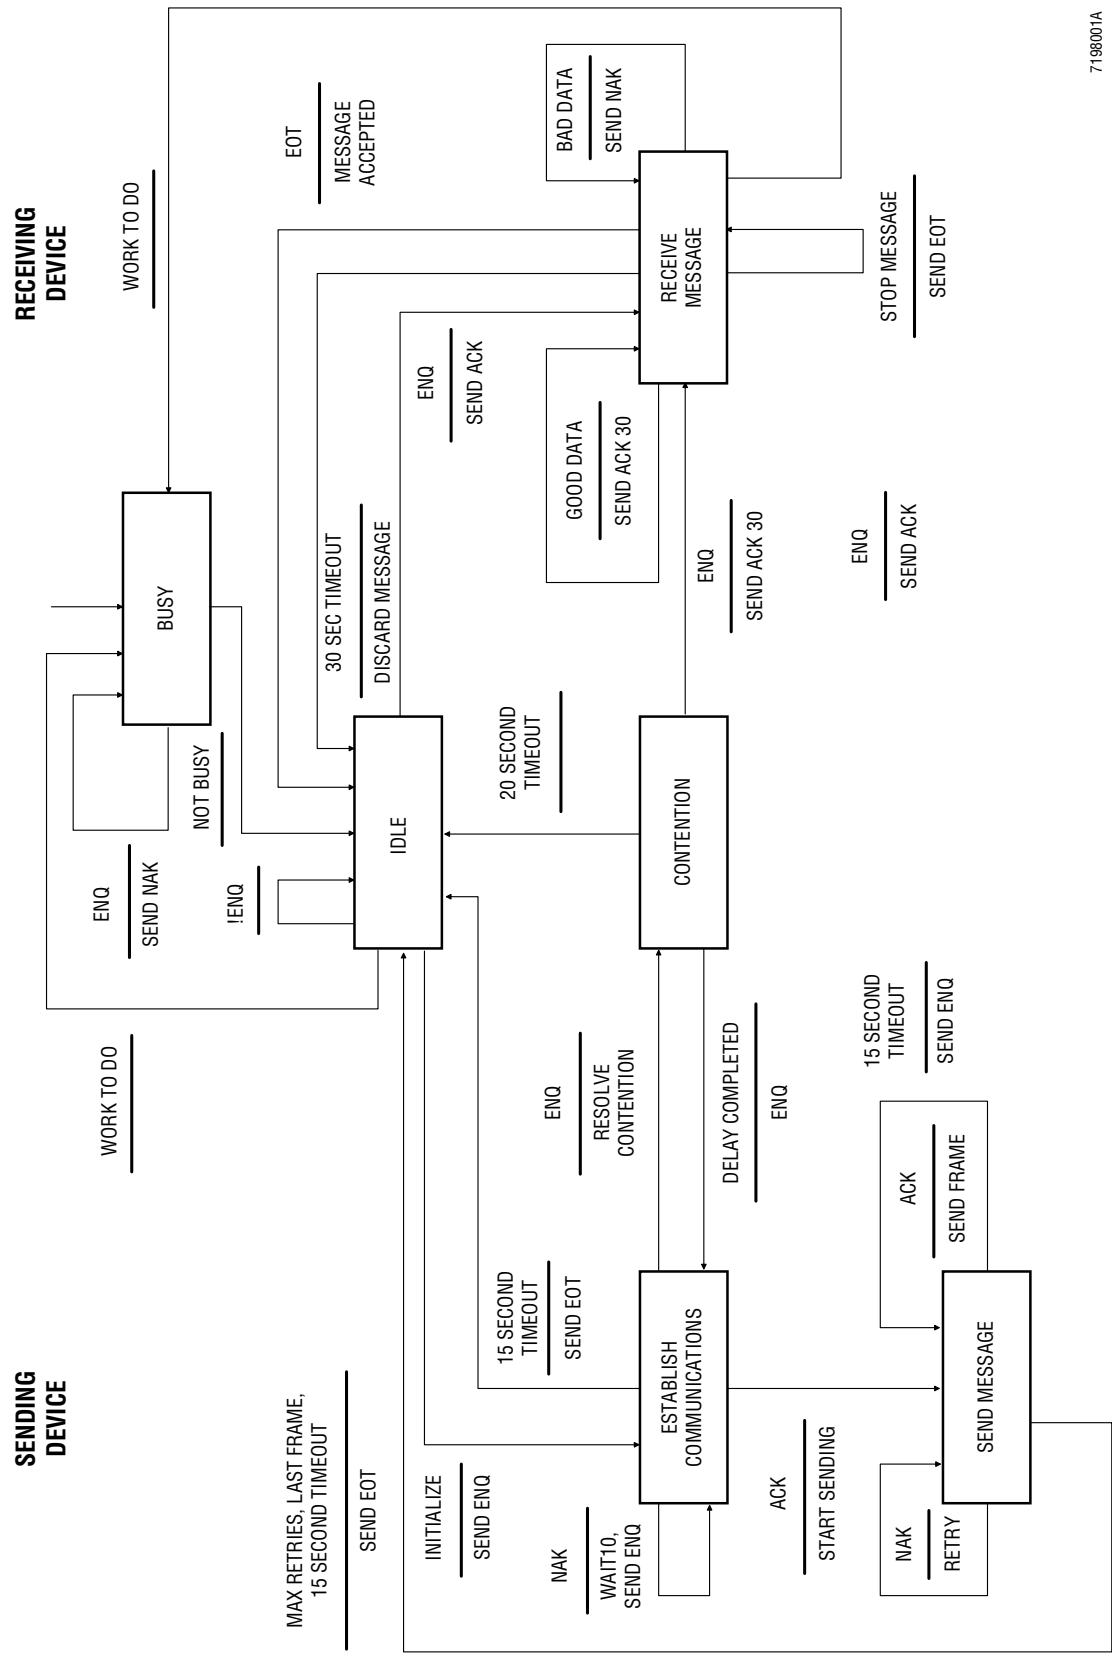 SENDING
DEVICE
RECEIVING
DEVICE
WORK TO DO
WORK TO DO
ENQ
SEND NAK
BUSY
NOT BUSY
!ENQ
EOT
MESSAGE
ACCEPTED
MAX RETRIES, LAST FRAME,
15 SECOND TIMEOUT
SEND EOT
IDLE
30 SEC TIMEOUT
DISCARD MESSAGE
INITIALIZE
SEND ENQ
15 SECOND
TIMEOUT
SEND EOT
20 SECOND
TIMEOUT
ENQ
SEND ACK
NAK
WAIT10,
SEND ENQ
ENQ
RESOLVE
CONTENTION
GOOD DATA
SEND ACK 30
BAD DATA
SEND NAK
ESTABLISH
COMMUNICATIONS
CONTENTION
RECEIVE
MESSAGE
DELAY COMPLETED
ENQ
ENQ
SEND ACK 30
ACK
START SENDING
15 SECOND
TIMEOUT
SEND ENQ
ENQ
SEND ACK
STOP MESSAGE
SEND EOT
NAK
RETRY
ACK
SEND FRAME
SEND MESSAGE
7198001A